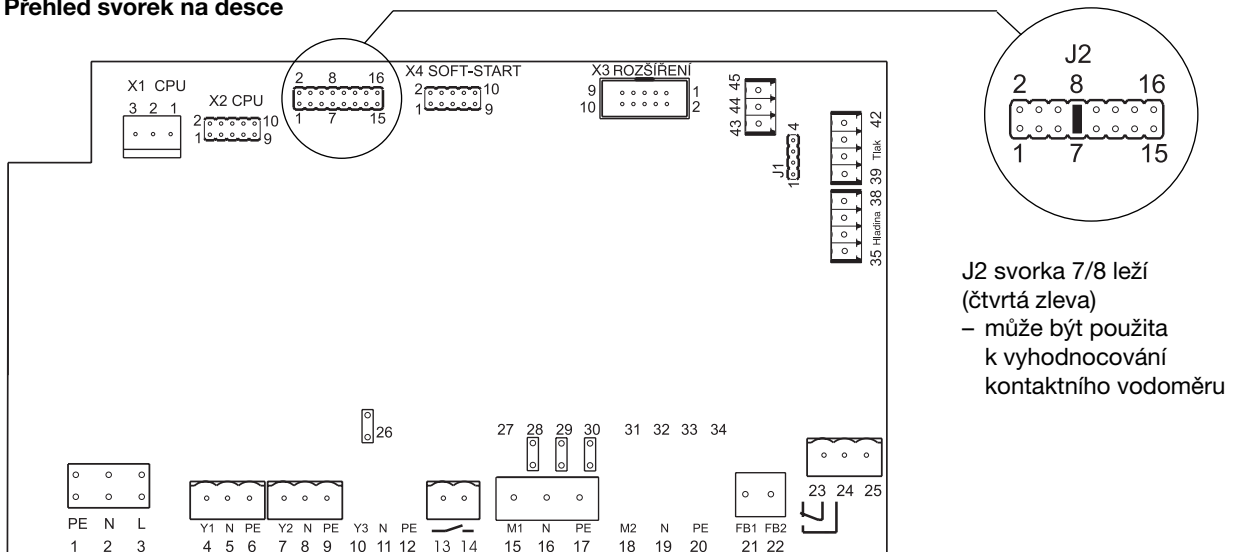 Přehled svorek na desce
J2
2 8 16
1 7 15
X1 CPU
3 2 1
X2 CPU
2 10
1 9
2 8 16
1 7 15
X4 SOFT-START
2 10
1 9
X3 ROZŠÍŘENÍ
9 1
10 2
43 44 45
J1
1 4
39 Tlak 42
35 Hladina 38
J2 svorka 7/8 leží
(čtvrtá zleva)
– může být použita
k vyhodnocování
kontaktního vodoměru
26
27 28 29 30 31 32 33 34
23 24 25
PE N L
1 2 3
Y1 N PE Y2 N PE Y3 N PE
4 5 6 7 8 9 10 11 12 13 14
M1 N PE M2 N PE
15 16 17 18 19 20
FB1 FB2
21 22